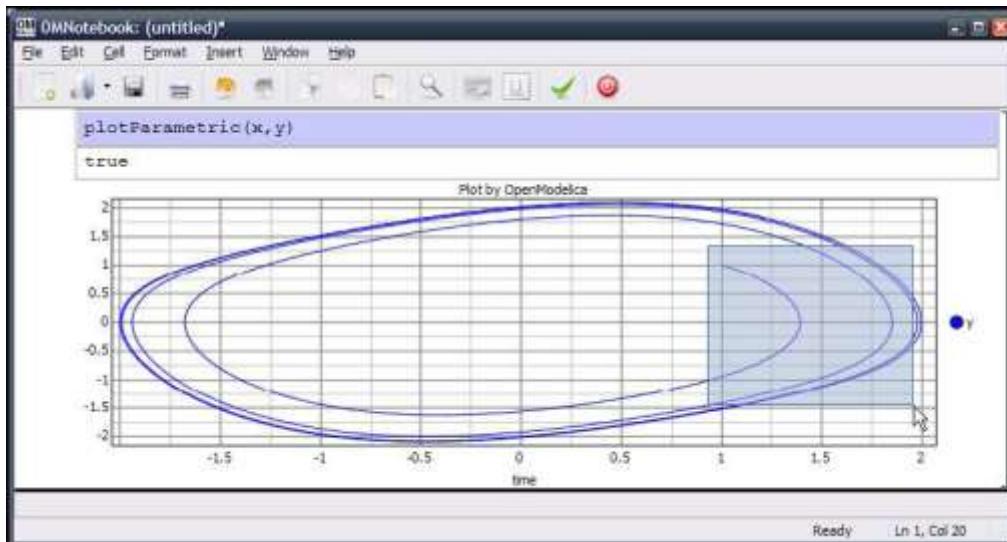 OMNotebook: (untitled)*
File Edit Cell Format Insert Window Help
plotParametric(x,y)
true
Plot by OpenModelica
2
1.5
1
0.5
0
-0.5
-1
-1.5
-2
-1.5 -1 -0.5 0 0.5 1 1.5 2
time
y
Ready Ln 1, Col 20